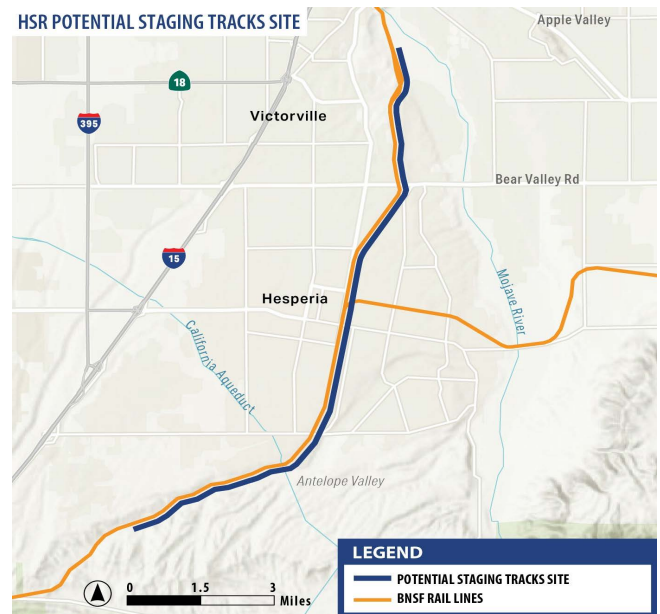 HSR POTENTIAL STAGING TRACKS SITE
Apple Valley
18
395
Victorville
Bear Valley Rd
15
Hesperia
Mojave River
California Aqueduct
Antelope Valley
LEGEND
POTENTIAL STAGING TRACKS SITE
BNSF RAIL LINES
0 1.5 3
Miles